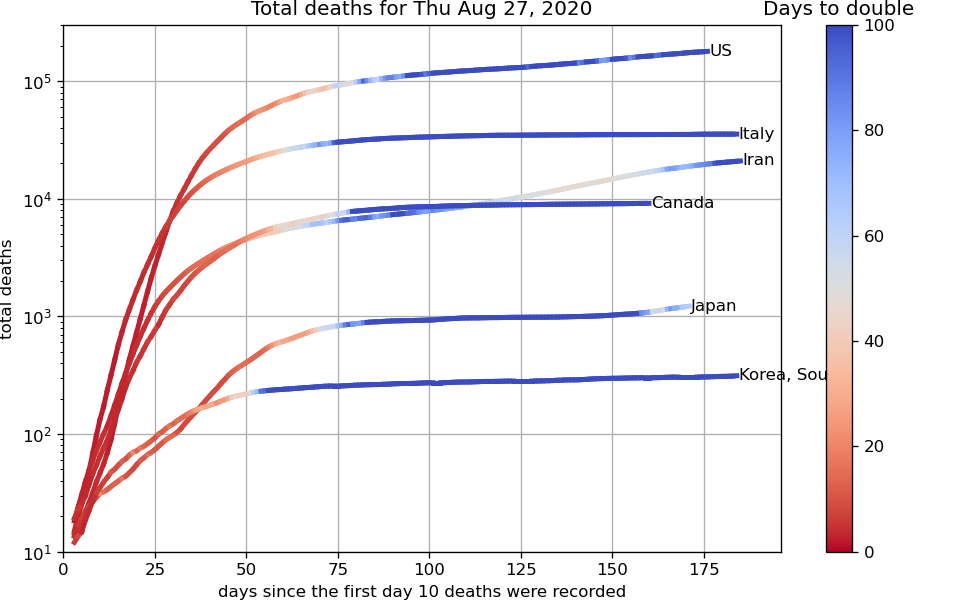 Total deaths for Thu Aug 27, 2020
Days to double
total deaths
10^5
10^4
10^3
10^2
10^1
US
Italy
Iran
Canada
Japan
Korea, Sou
100
80
60
40
20
0
0 25 50 75 100 125 150 175
days since the first day 10 deaths were recorded